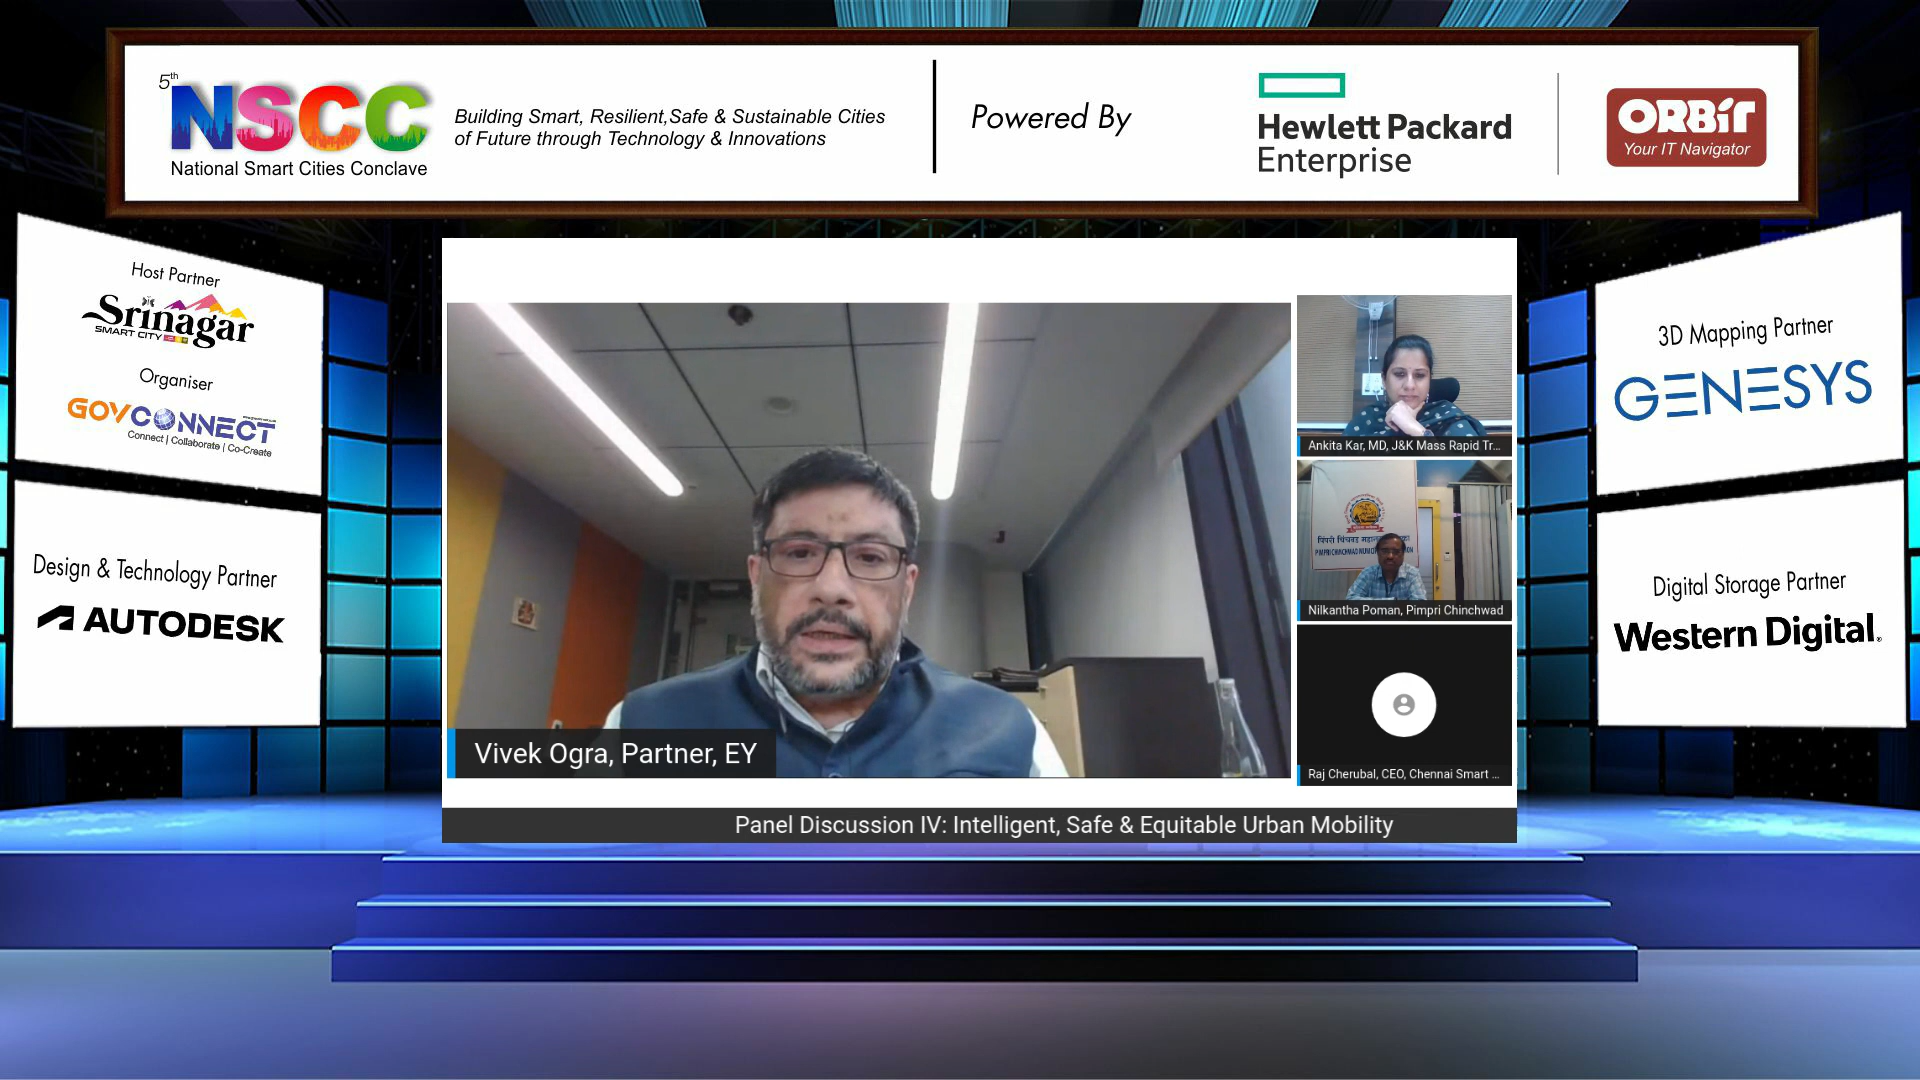 5th
NSCC
National Smart Cities Conclave
Building Smart, Resilient,Safe & Sustainable Cities
of Future through Technology & Innovations
Powered By
Hewlett Packard
Enterprise
ORBIT
Your IT Navigator
Host Partner
Srinagar
SMART CITY
Organiser
GOVCONNECT
Connect | Collaborate | Co-Create
Design & Technology Partner
AUTODESK
Vivek Ogra, Partner, EY
Ankita Kar, MD, J&K Mass Rapid Tr...
पिंपरी चिंचवड
PIMPRI CHINCHWAD
Nilkantha Poman, Pimpri Chinchwad
Raj Cherubal, CEO, Chennai Smart ...
Panel Discussion IV: Intelligent, Safe & Equitable Urban Mobility
3D Mapping Partner
GENESYS
Digital Storage Partner
Western Digital®